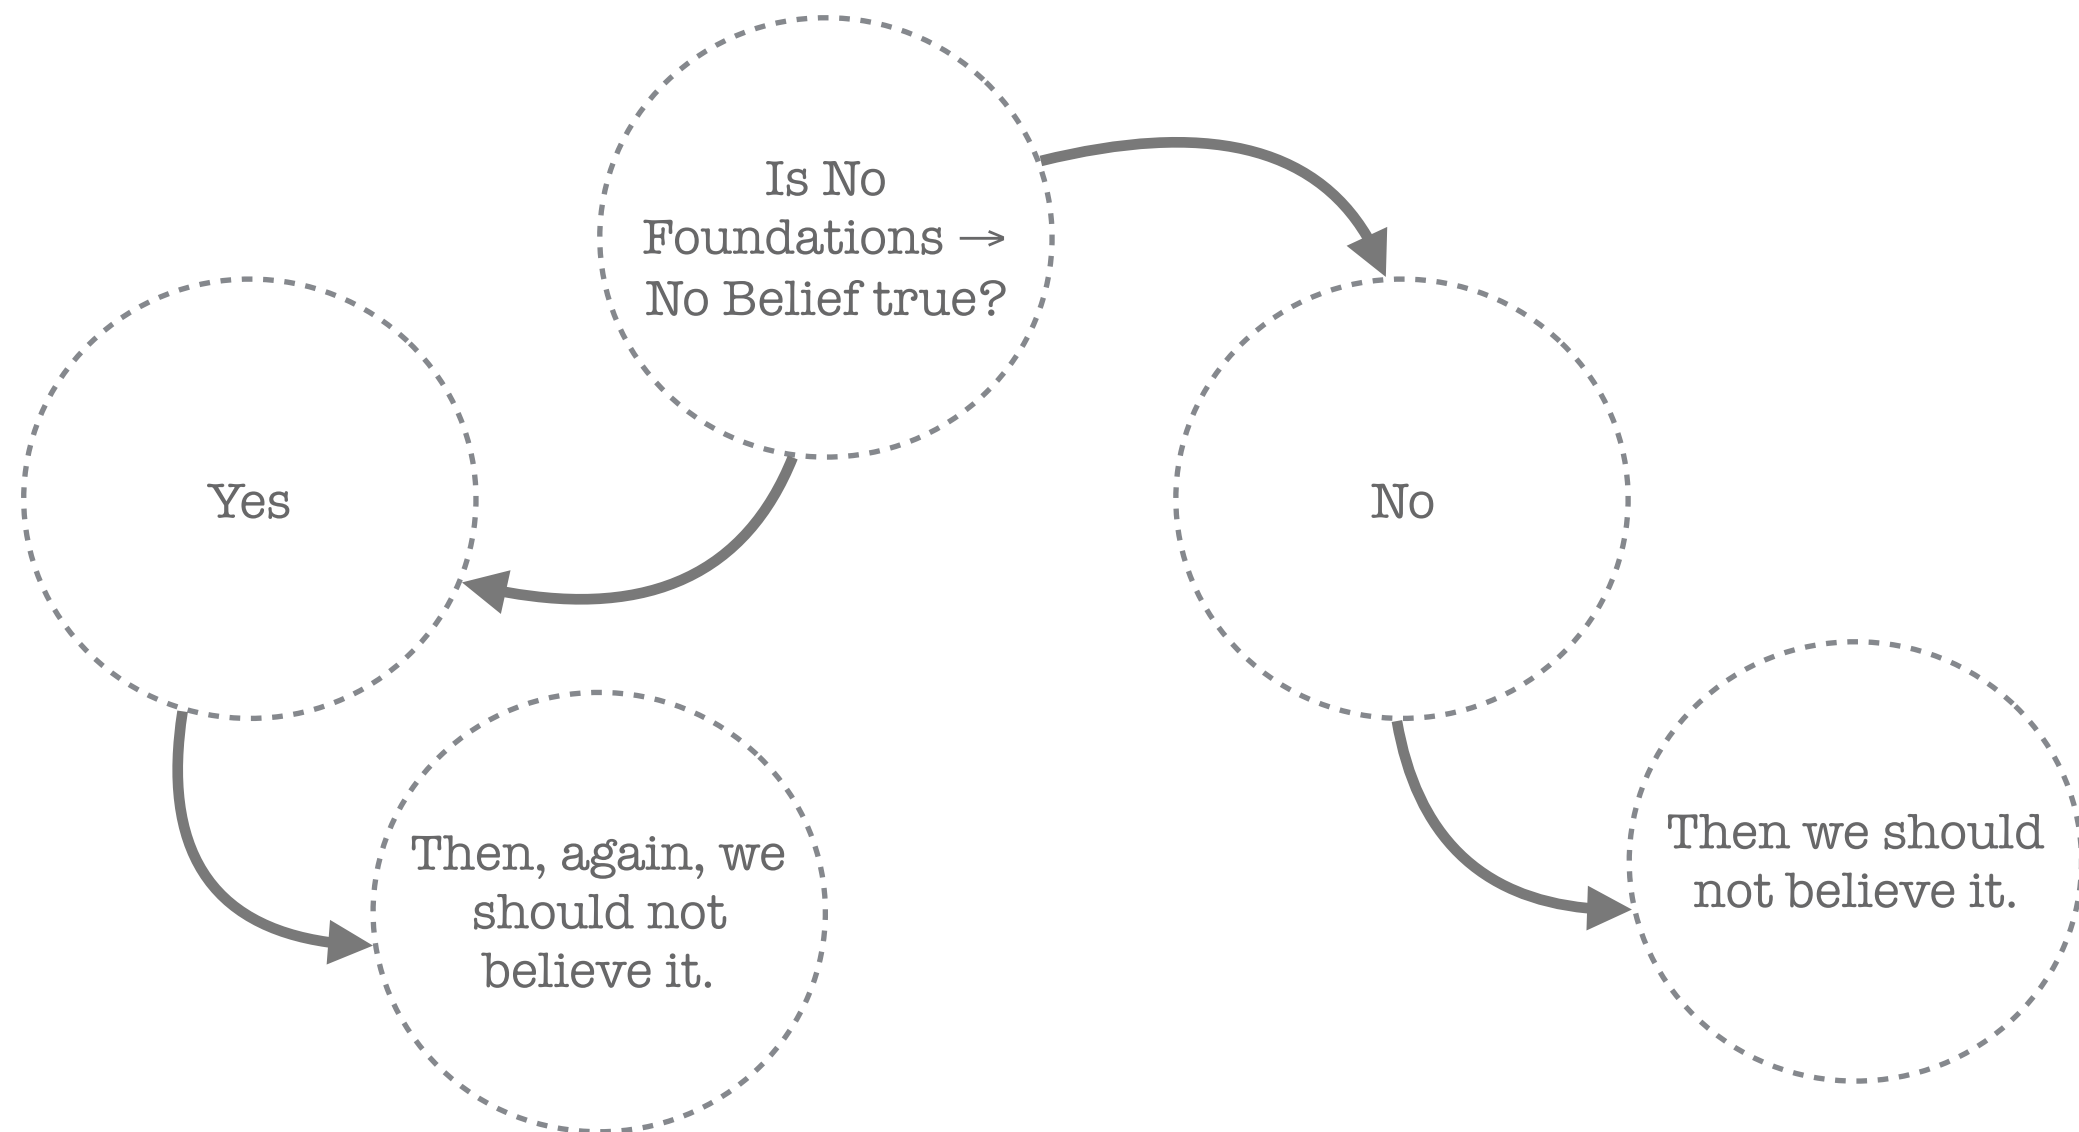 Is No
Foundations →
No Belief true?
Yes
No
Then, again, we
should not
believe it.
Then we should
not believe it.